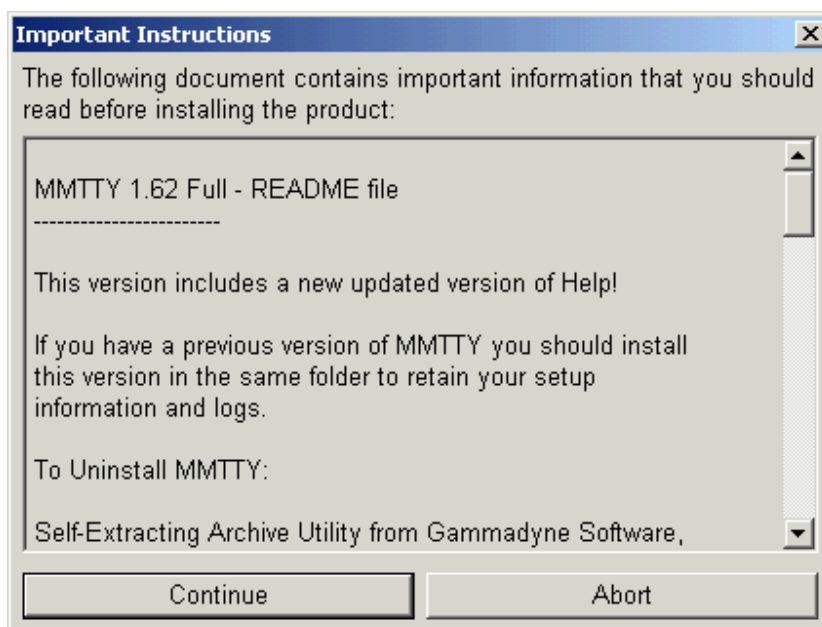 Important Instructions
The following document contains important information that you should
read before installing the product:
MMTTY 1.62 Full - README file
------------------------
This version includes a new updated version of Help!
If you have a previous version of MMTTY you should install
this version in the same folder to retain your setup
information and logs.
To Uninstall MMTTY:
Self-Extracting Archive Utility from Gammadyne Software,
Continue
Abort